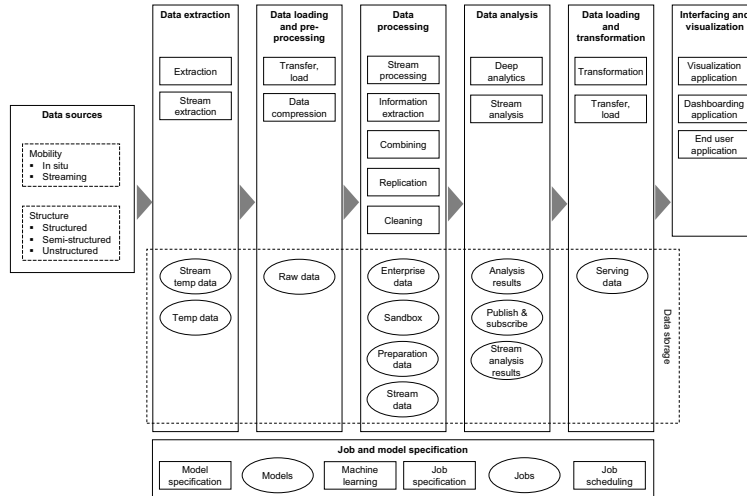 Data sources
Mobility
▪ In situ
▪ Streaming
Structure
▪ Structured
▪ Semi-structured
▪ Unstructured
Data extraction
Extraction
Stream
extraction
Stream
temp data
Temp data
Data loading
and pre-
processing
Transfer,
load
Data
compression
Raw data
Data
processing
Stream
processing
Information
extraction
Combining
Replication
Cleaning
Enterprise
data
Sandbox
Preparation
data
Stream
data
Data analysis
Deep
analytics
Stream
analysis
Analysis
results
Publish &
subscribe
Stream
analysis
results
Data loading
and
transformation
Transformation
Transfer,
load
Serving
data
Interfacing and
visualization
Visualization
application
Dashboarding
application
End user
application
Data storage
Job and model specification
Model
specification
Models
Machine
learning
Job
specification
Jobs
Job
scheduling